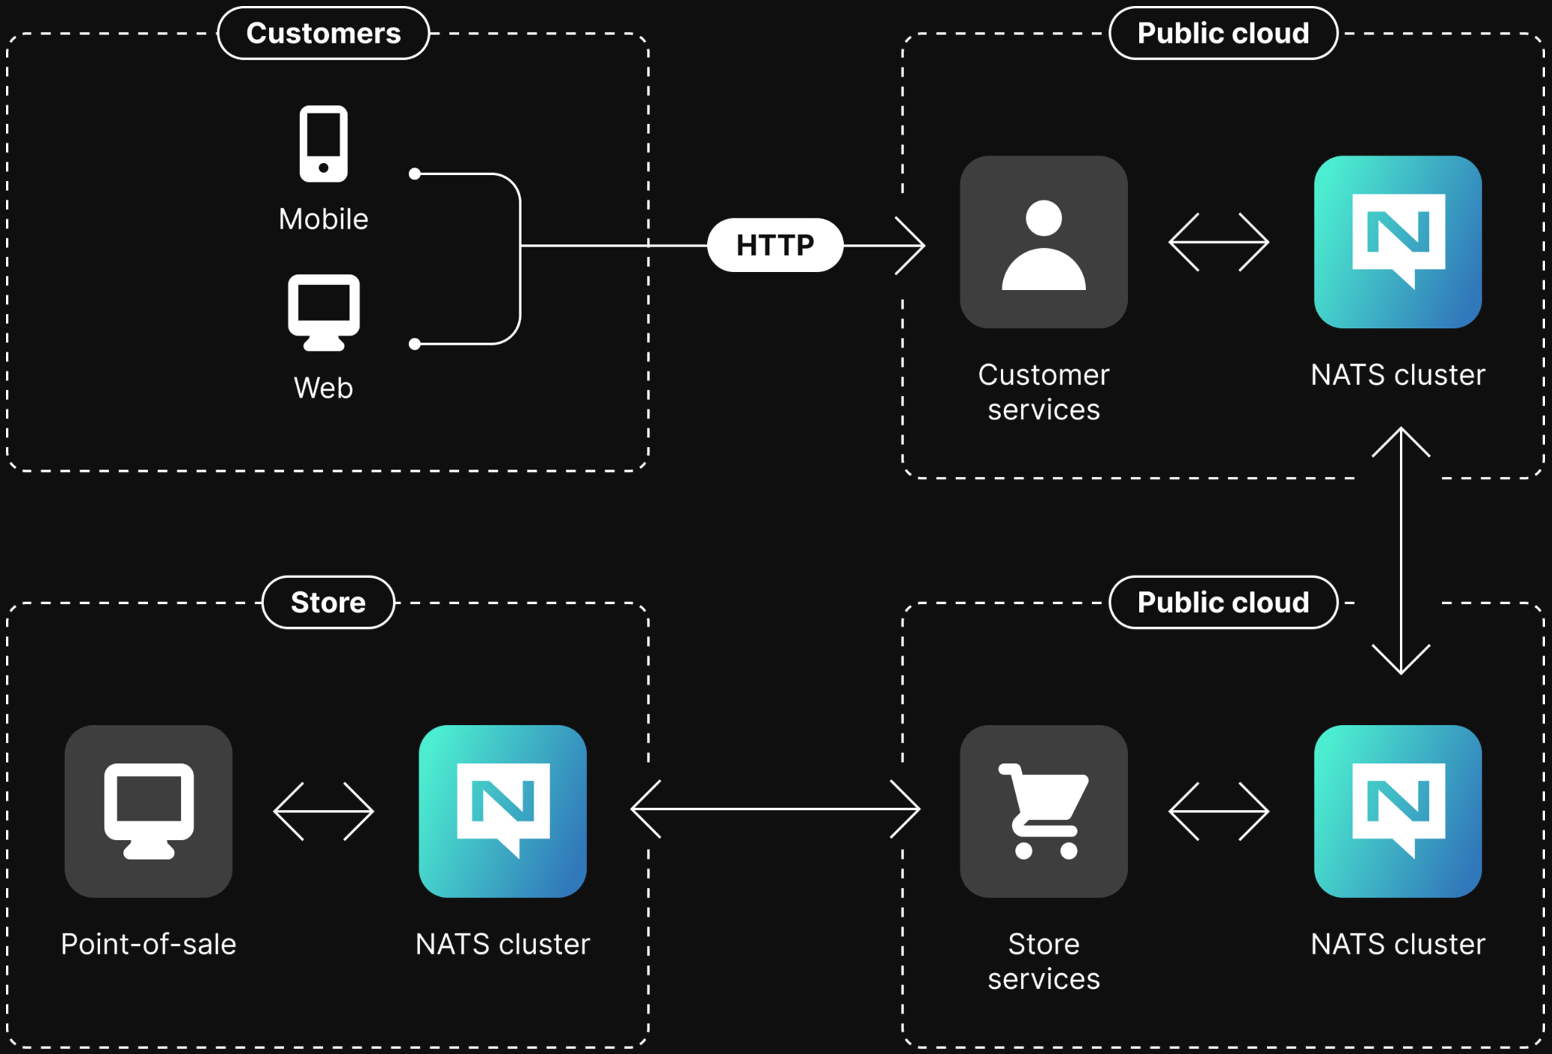 Customers
Public cloud
Mobile
Web
HTTP
Customer
services
NATS cluster
Store
Public cloud
Point-of-sale
NATS cluster
Store
services
NATS cluster